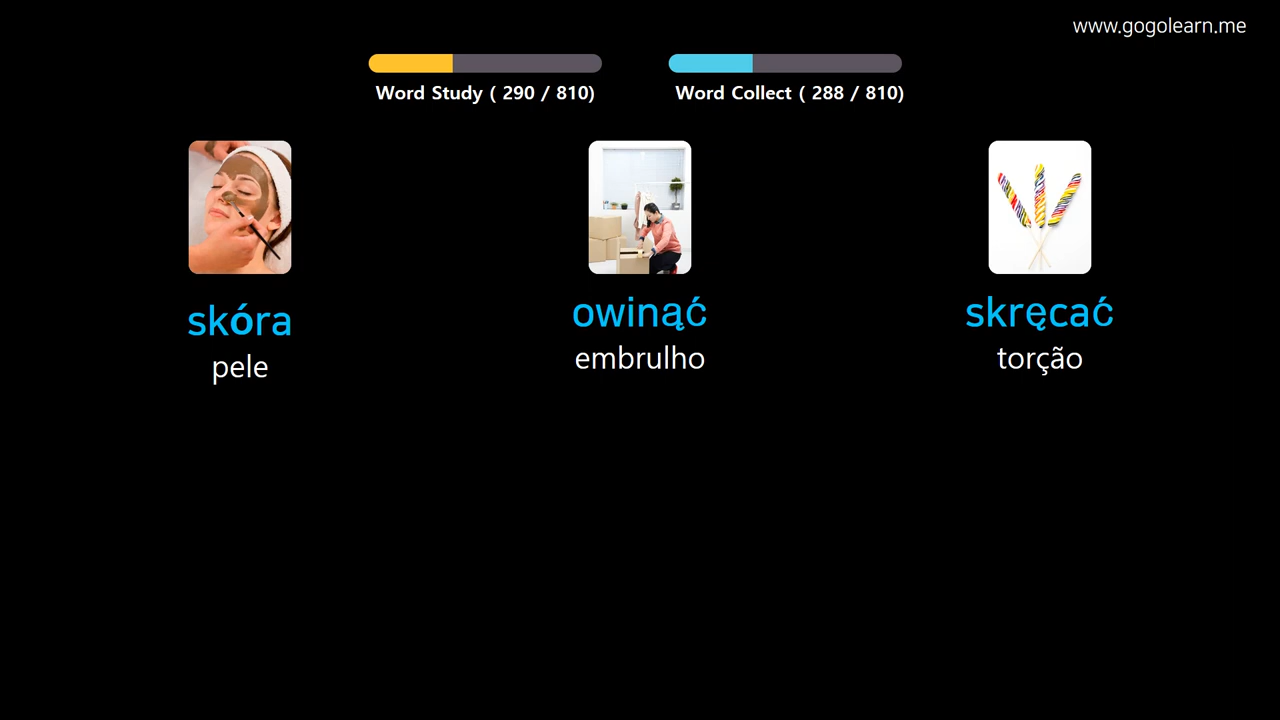 www.gogolearn.me
Word Study ( 290 / 810)
Word Collect ( 288 / 810)
skóra
pele
owinąć
embrulho
skręcać
torção